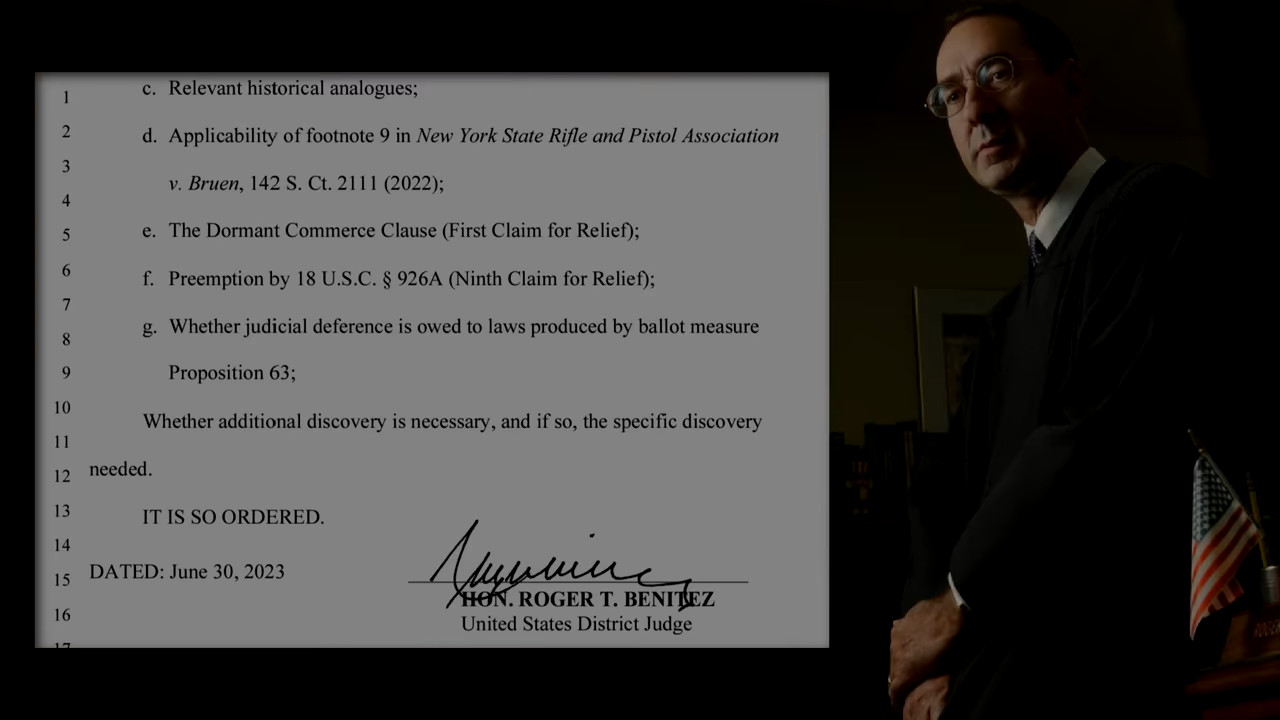 1
c. Relevant historical analogues;
2
d. Applicability of footnote 9 in New York State Rifle and Pistol Association
3
v. Bruen, 142 S. Ct. 2111 (2022);
4
5
e. The Dormant Commerce Clause (First Claim for Relief);
6
f. Preemption by 18 U.S.C. § 926A (Ninth Claim for Relief);
7
8
g. Whether judicial deference is owed to laws produced by ballot measure
9
Proposition 63;
10
Whether additional discovery is necessary, and if so, the specific discovery
11
12
needed.
13
IT IS SO ORDERED.
14
15
DATED: June 30, 2023
HON. ROGER T. BENITEZ
16
United States District Judge
17